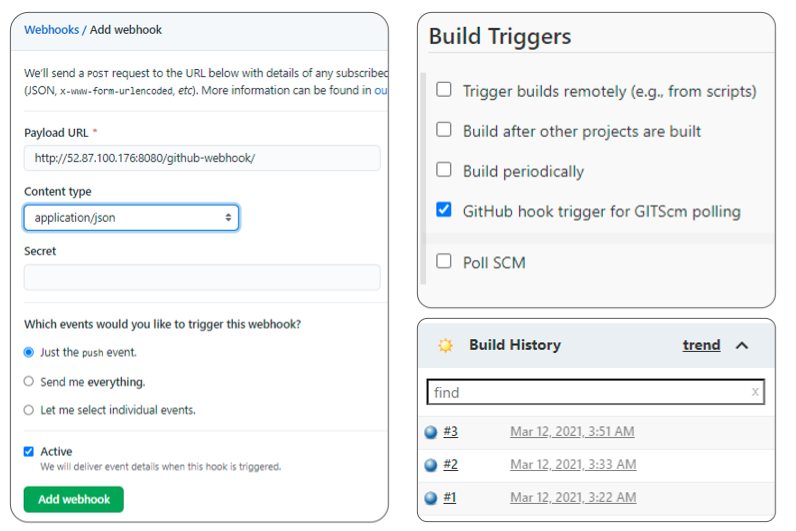 Webhooks / Add webhook
We'll send a POST request to the URL below with details of any subscribed
(JSON, x-www-form-urlencoded, etc). More information can be found in ou
Payload URL *
http://52.87.100.176:8080/github-webhook/
Content type
application/json
Secret
Which events would you like to trigger this webhook?
Just the push event.
Send me everything.
Let me select individual events.
Active
We will deliver event details when this hook is triggered.
Add webhook
Build Triggers
Trigger builds remotely (e.g., from scripts)
Build after other projects are built
Build periodically
GitHub hook trigger for GITScm polling
Poll SCM
Build History trend
find x
#3 Mar 12, 2021, 3:51 AM
#2 Mar 12, 2021, 3:33 AM
#1 Mar 12, 2021, 3:22 AM